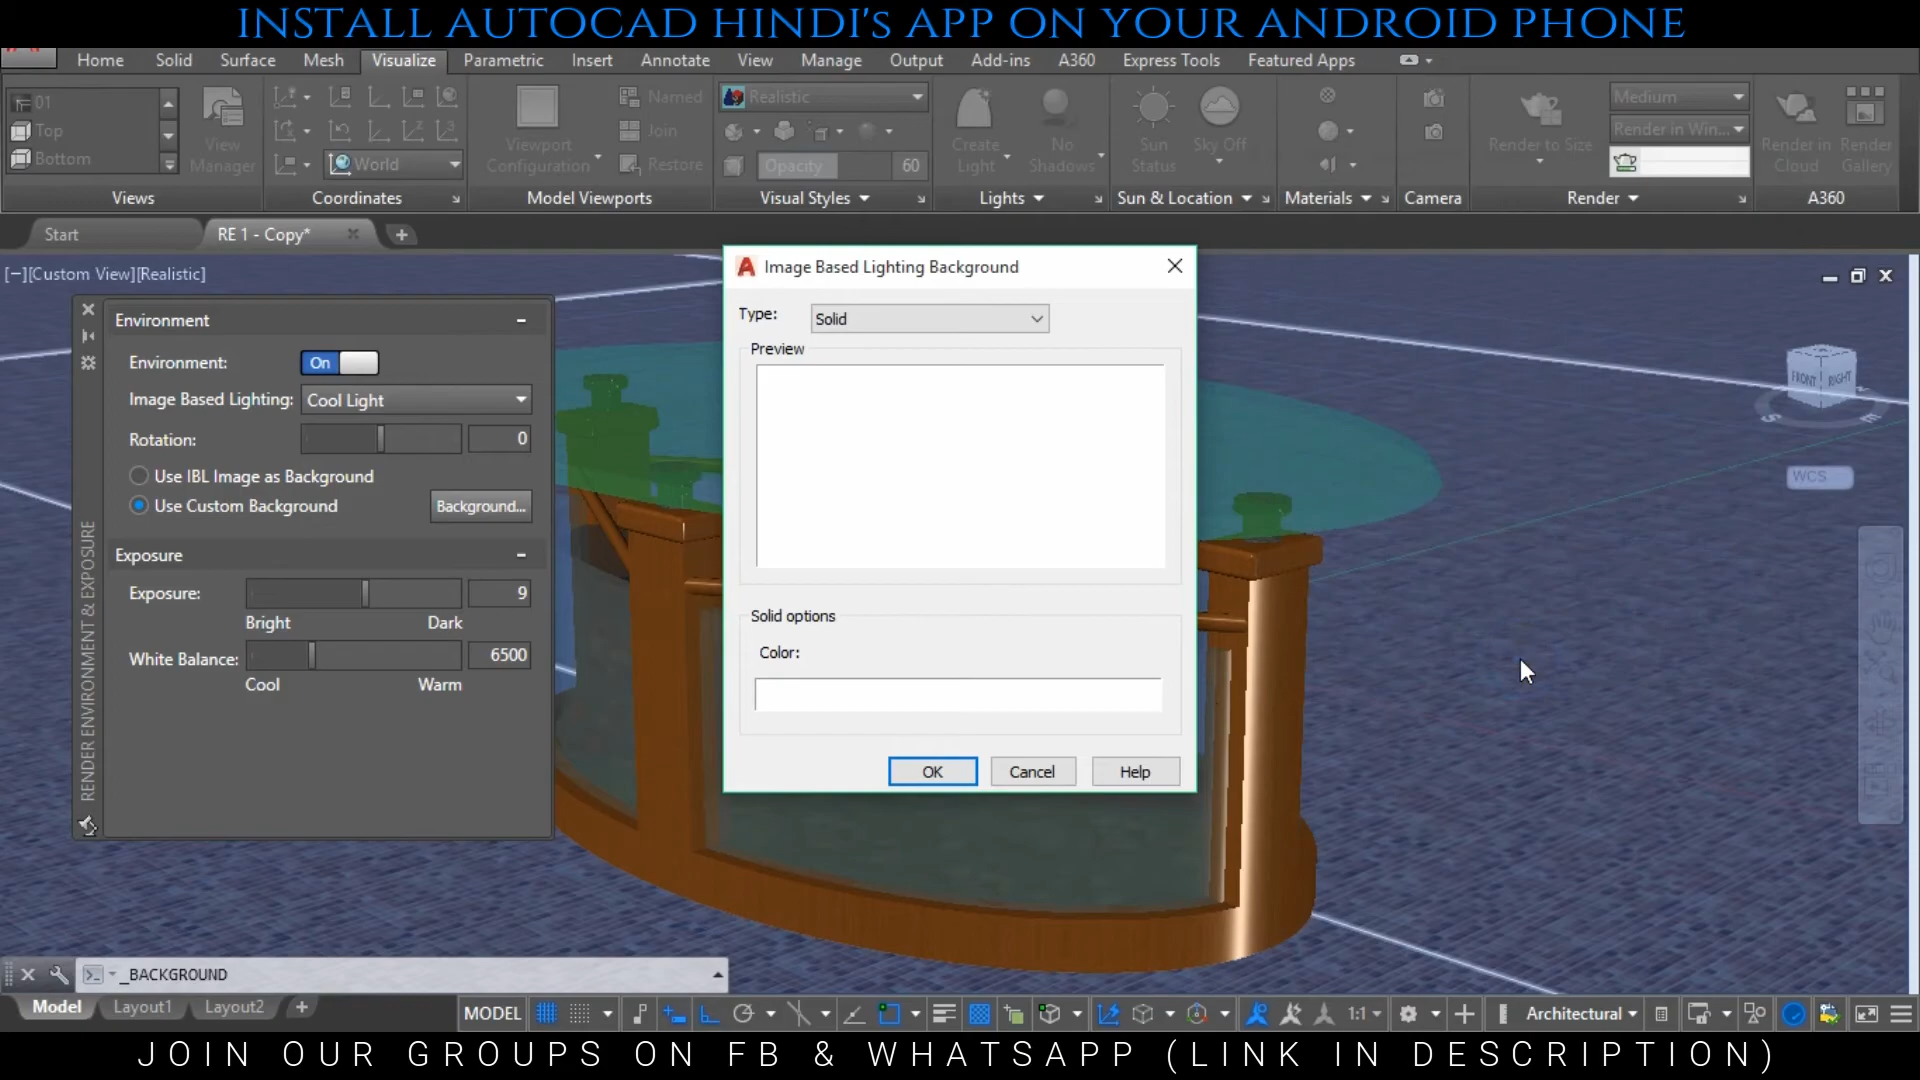 INSTALL AUTOCAD HINDI's APP ON YOUR ANDROID PHONE
Home Solid Surface Mesh Visualize Parametric Insert Annotate View Manage Output Add-ins A360 Express Tools Featured Apps
01
Top
Bottom
View
Manager
Views
World
Coordinates
Viewport
Configuration
Named
Join
Restore
Model Viewports
Realistic
Opacity 60
Visual Styles
Create
Light
No
Shadows
Lights
Sun
Status
Sky Off
Sun & Location
Materials
Camera
Render to Size
Medium
Render in Win...
Render
Render in
Cloud
Render
Gallery
A360
Start
RE 1 - Copy*
[−][Custom View][Realistic]
Environment
Environment: On
Image Based Lighting: Cool Light
Rotation: 0
Use IBL Image as Background
Use Custom Background Background...
Exposure
Exposure: 9
Bright Dark
White Balance: 6500
Cool Warm
RENDER ENVIRONMENT & EXPOSURE
Image Based Lighting Background
Type: Solid
Preview
Solid options
Color:
OK Cancel Help
FRONT RIGHT
S E
WCS
_BACKGROUND
Model Layout1 Layout2
MODEL
1:1
Architectural
JOIN OUR GROUPS ON FB & WHATSAPP (LINK IN DESCRIPTION)